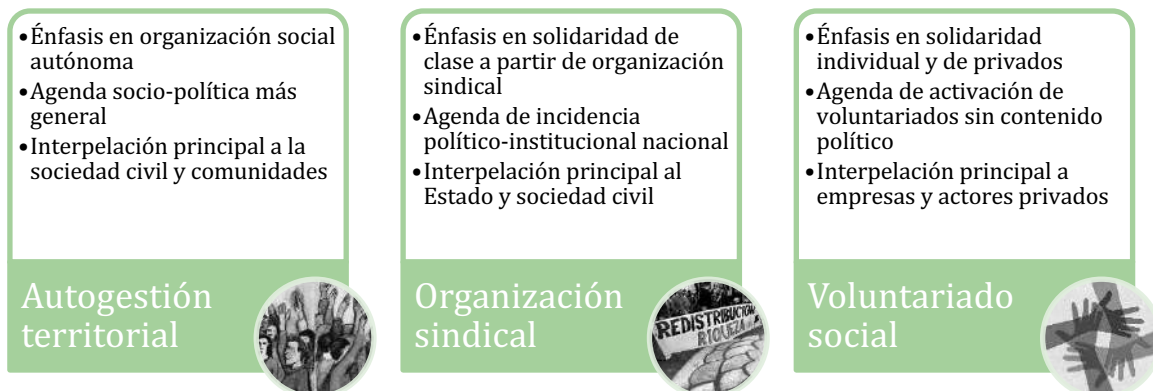 •Énfasis en organización social
autónoma
•Agenda socio-política más
general
•Interpelación principal a la
sociedad civil y comunidades
Autogestión
territorial
•Énfasis en solidaridad de
clase a partir de organización
sindical
•Agenda de incidencia
político-institucional nacional
•Interpelación principal al
Estado y sociedad civil
Organización
sindical
REDISTRIBUCION
RIQUEZA
•Énfasis en solidaridad
individual y de privados
•Agenda de activación de
voluntariados sin contenido
político
•Interpelación principal a
empresas y actores privados
Voluntariado
social